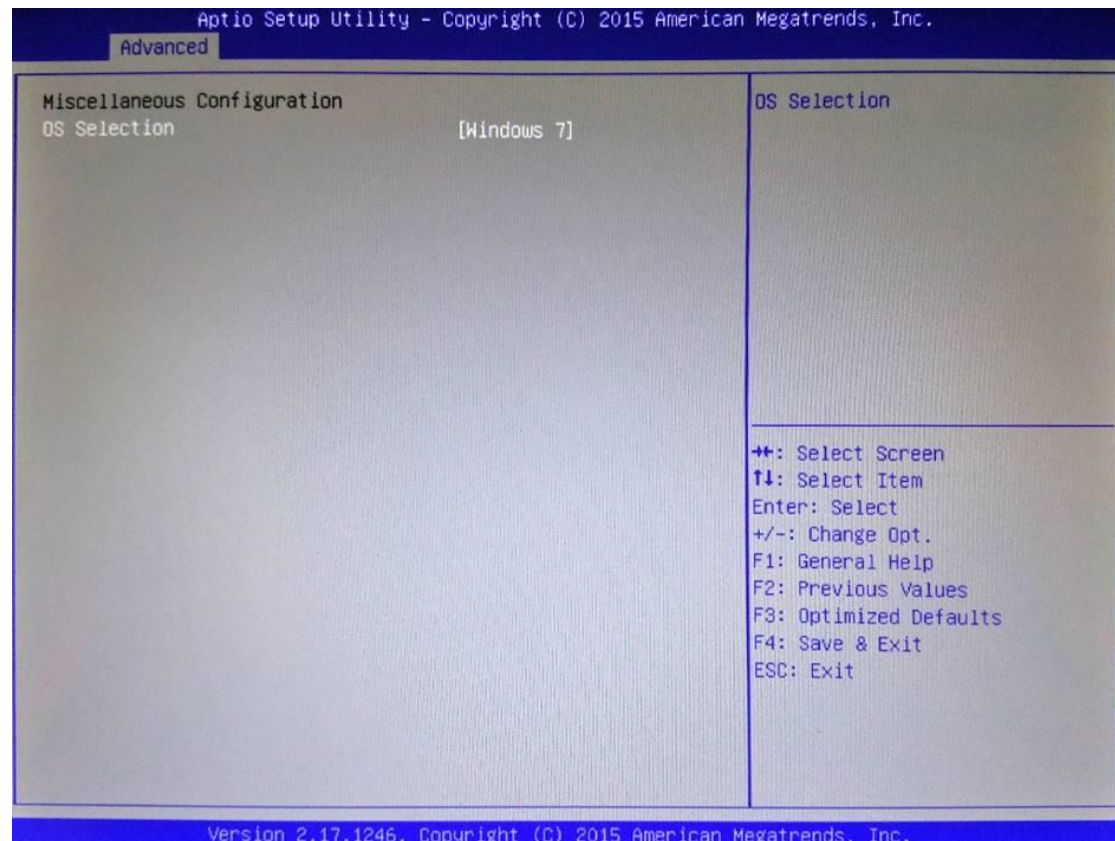 Aptio Setup Utility – Copyright (C) 2015 American Megatrends, Inc.
Advanced
Miscellaneous Configuration
OS Selection [Windows 7]
OS Selection
→←: Select Screen
↑↓: Select Item
Enter: Select
+/-: Change Opt.
F1: General Help
F2: Previous Values
F3: Optimized Defaults
F4: Save & Exit
ESC: Exit
Version 2.17.1246. Copyright (C) 2015 American Megatrends, Inc.